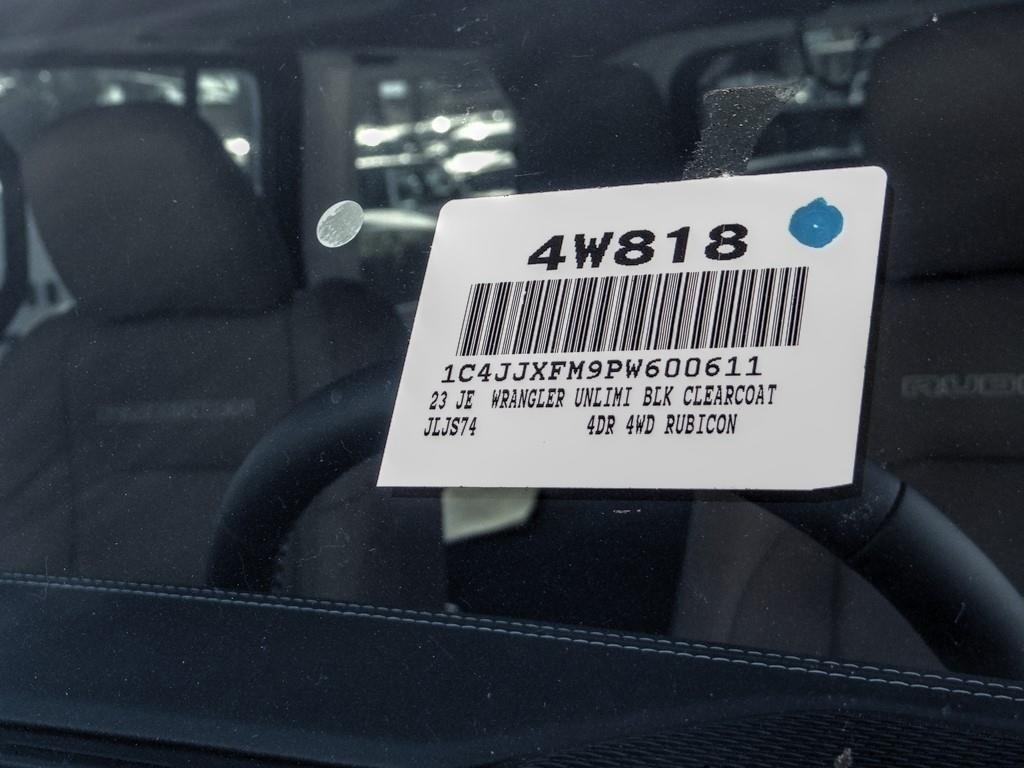 4W818
1C4JJXFM9PW600611
23 JE WRANGLER UNLIMI BLK CLEARCOAT
JLJS74 4DR 4WD RUBICON